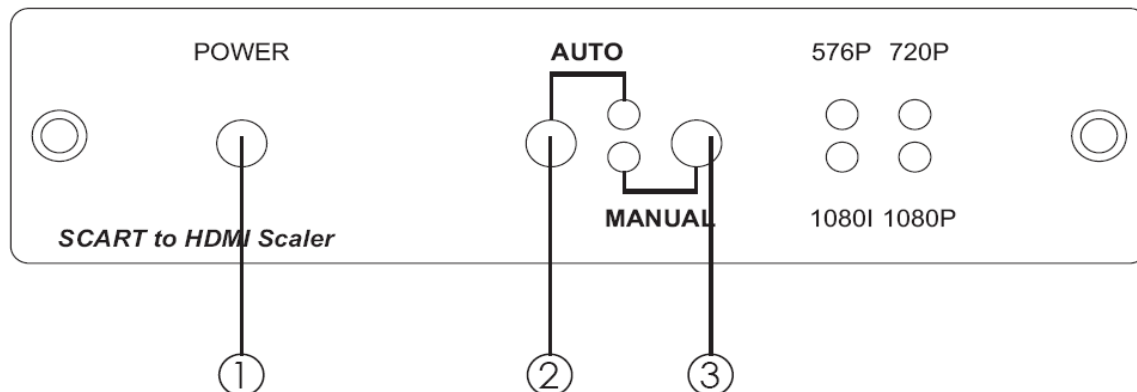 POWER AUTO 576P 720P
MANUAL 1080I 1080P
SCART to HDMI Scaler
1 2 3